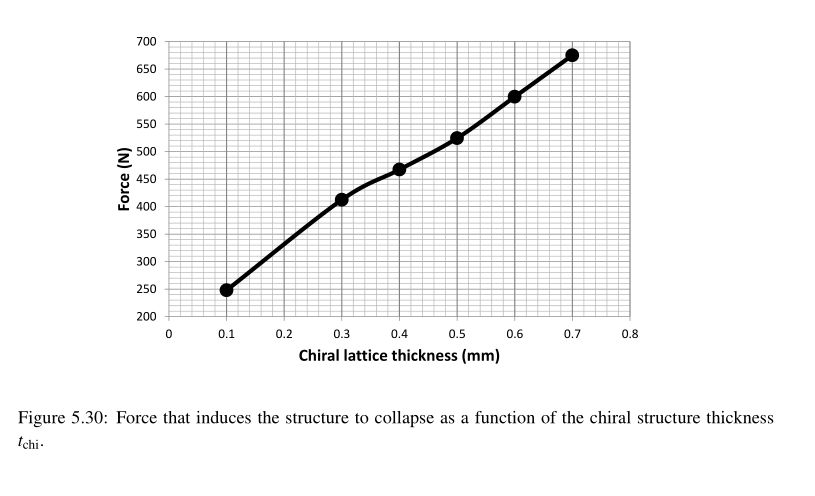 700
650
600
550
500
450
400
350
300
250
200
Force (N)
0 0.1 0.2 0.3 0.4 0.5 0.6 0.7 0.8
Chiral lattice thickness (mm)
Figure 5.30: Force that induces the structure to collapse as a function of the chiral structure thickness
tchi.